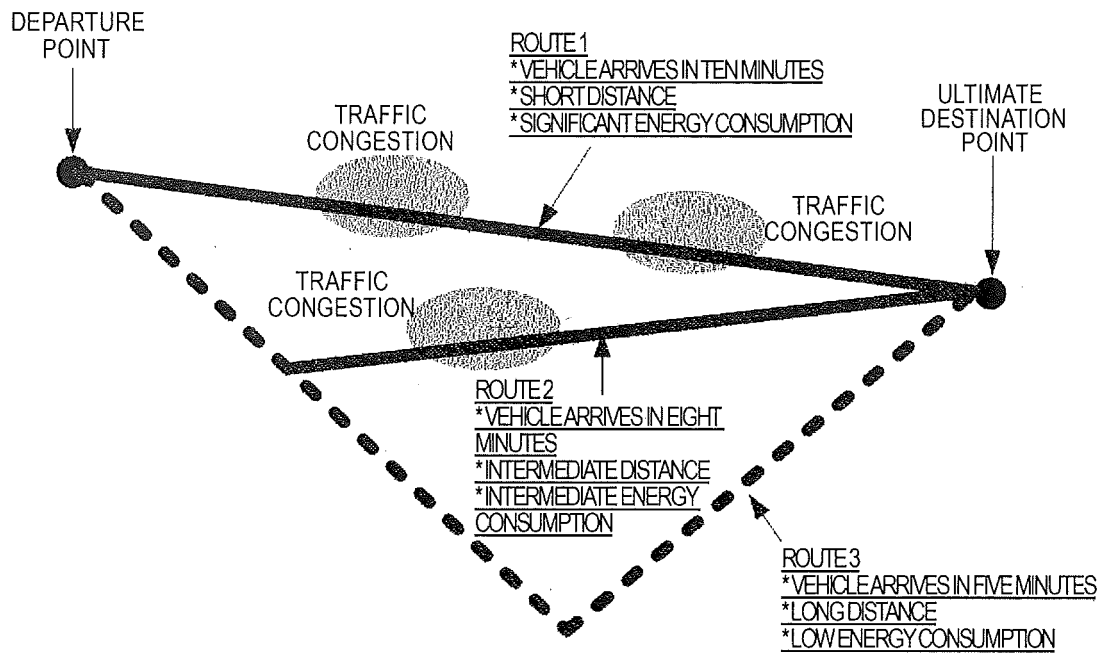 DEPARTURE
POINT
ROUTE 1
* VEHICLE ARRIVES IN TEN MINUTES
* SHORT DISTANCE
* SIGNIFICANT ENERGY CONSUMPTION
ULTIMATE
DESTINATION
POINT
TRAFFIC
CONGESTION
TRAFFIC
CONGESTION
TRAFFIC
CONGESTION
ROUTE 2
* VEHICLE ARRIVES IN EIGHT
MINUTES
* INTERMEDIATE DISTANCE
* INTERMEDIATE ENERGY
CONSUMPTION
ROUTE 3
* VEHICLE ARRIVES IN FIVE MINUTES
* LONG DISTANCE
* LOW ENERGY CONSUMPTION